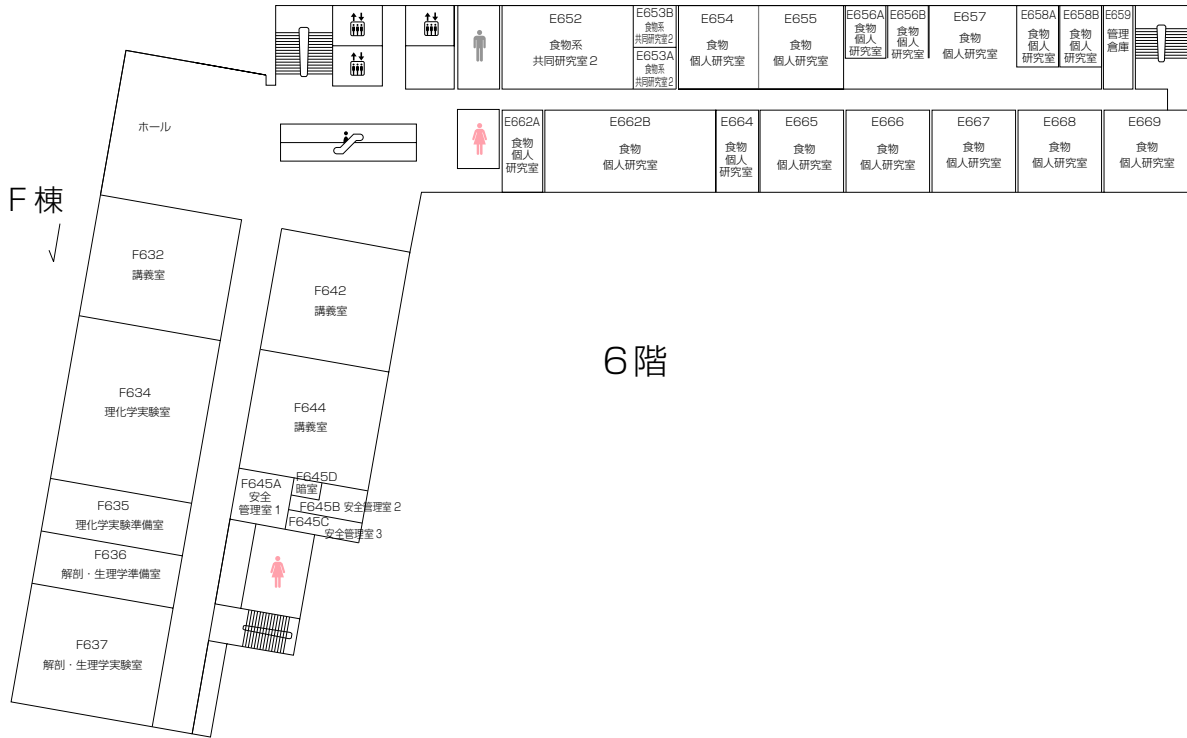 E652
食物系
共同研究室2
E653B
食物系
共同研究室2
E653A
食物系
共同研究室2
E654
食物
個人研究室
E655
食物
個人研究室
E656A
食物
個人
研究室
E656B
食物
個人
研究室
E657
食物
個人研究室
E658A
食物
個人
研究室
E658B
食物
個人
研究室
E659
管理
倉庫
ホール
E662A
食物
個人
研究室
E662B
食物
個人研究室
E664
食物
個人
研究室
E665
食物
個人研究室
E666
食物
個人研究室
E667
食物
個人研究室
E668
食物
個人研究室
E669
食物
個人研究室
F棟
F632
講義室
F642
講義室
6階
F634
理化学実験室
F644
講義室
F645A
安全
管理室1
F645D
暗室
F645B 安全管理室2
F645C
安全管理室3
F635
理化学実験準備室
F636
解剖・生理学準備室
F637
解剖・生理学実験室